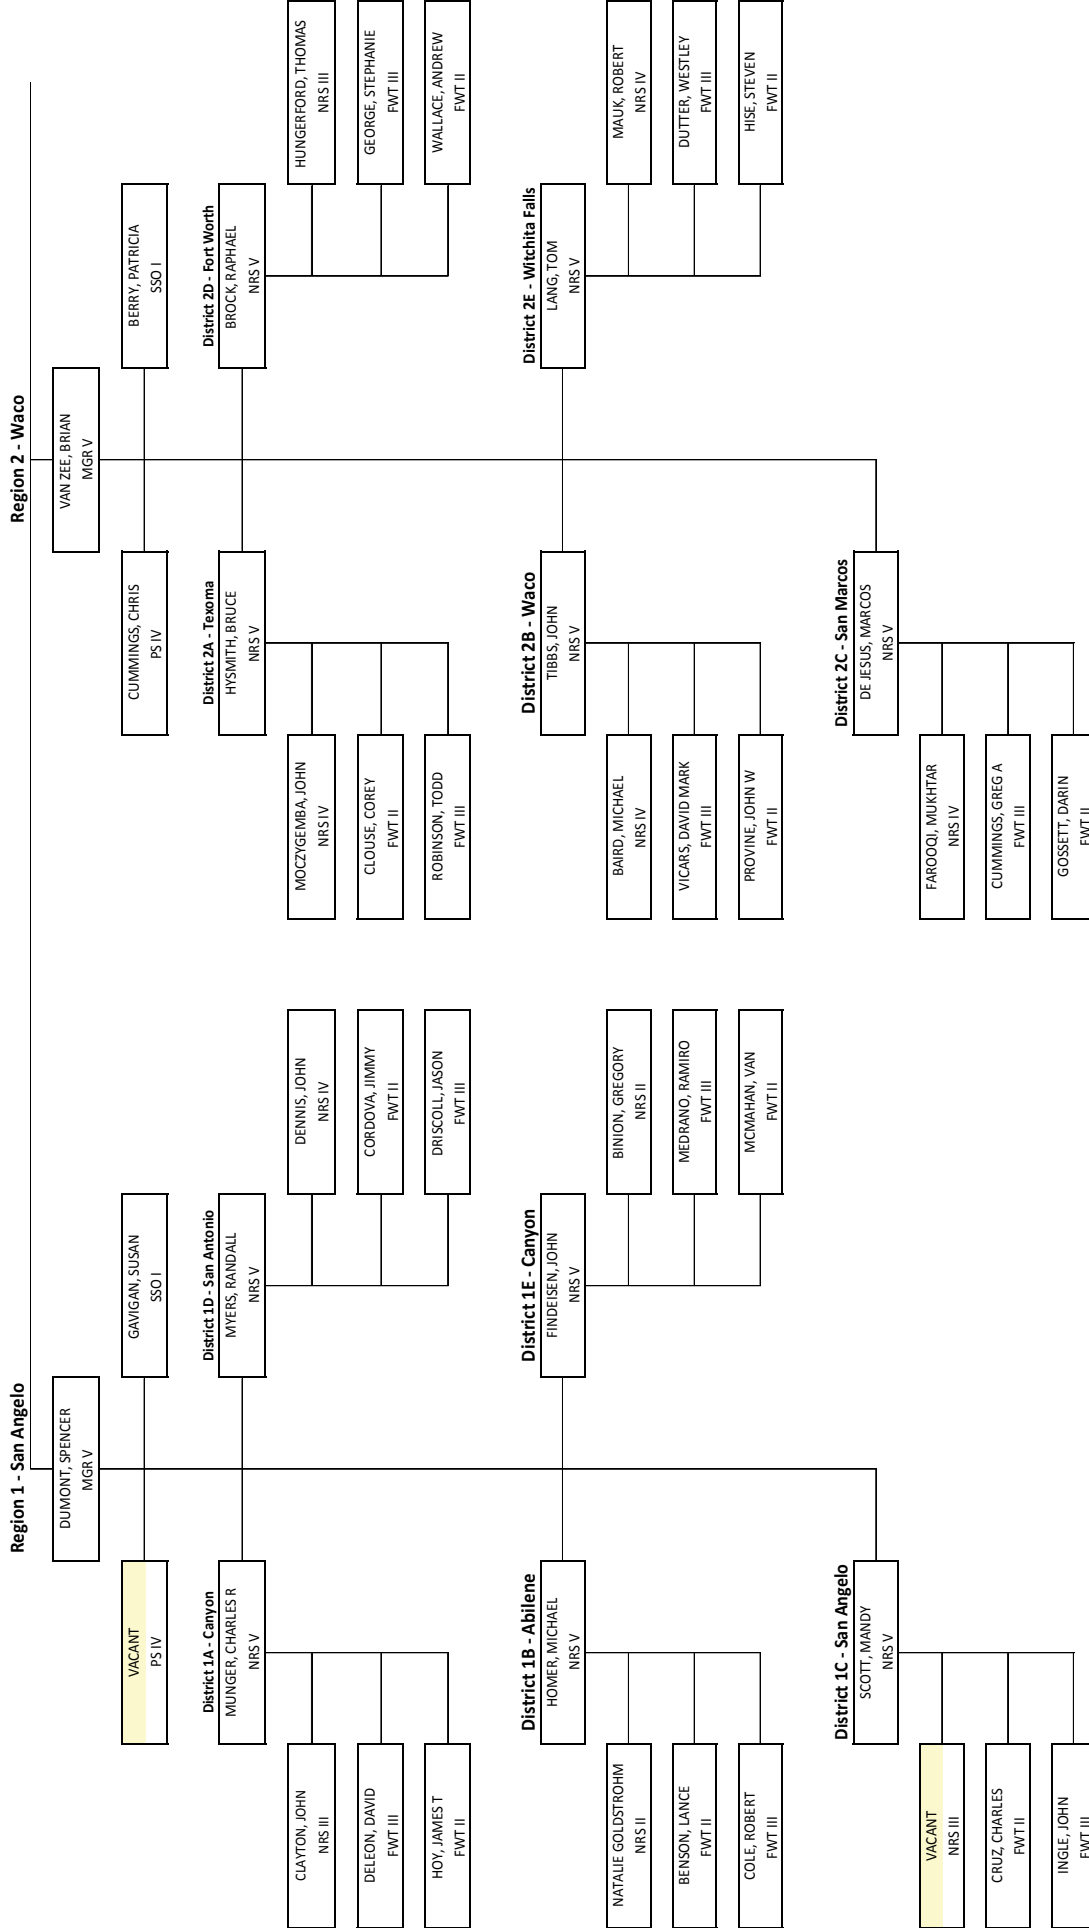 Region 1 - San Angelo
DUMONT, SPENCER
MGR V
VACANT
PS IV
GAVIGAN, SUSAN
SSO I
District 1A - Canyon
MUNGER, CHARLES R
NRS V
CLAYTON, JOHN
NRS III
DELEON, DAVID
FWT III
HOY, JAMES T
FWT II
District 1D - San Antonio
MYERS, RANDALL
NRS V
DENNIS, JOHN
NRS IV
CORDOVA, JIMMY
FWT II
DRISCOLL, JASON
FWT III
District 1B - Abilene
HOMER, MICHAEL
NRS V
NATALIE GOLDSTROHM
NRS II
BENSON, LANCE
FWT II
COLE, ROBERT
FWT III
District 1E - Canyon
FINDEISEN, JOHN
NRS V
BINION, GREGORY
NRS II
MEDRANO, RAMIRO
FWT III
MCMAHAN, VAN
FWT II
District 1C - San Angelo
SCOTT, MANDY
NRS V
VACANT
NRS III
CRUZ, CHARLES
FWT II
INGLE, JOHN
FWT III
Region 2 - Waco
VAN ZEE, BRIAN
MGR V
CUMMINGS, CHRIS
PS IV
BERRY, PATRICIA
SSO I
District 2A - Texoma
HYSMITH, BRUCE
NRS V
MOCZYGEMBA, JOHN
NRS IV
CLOUSE, COREY
FWT II
ROBINSON, TODD
FWT III
District 2D - Fort Worth
BROCK, RAPHAEL
NRS V
HUNGERFORD, THOMAS
NRS III
GEORGE, STEPHANIE
FWT III
WALLACE, ANDREW
FWT II
District 2B - Waco
TIBBS, JOHN
NRS V
BAIRD, MICHAEL
NRS IV
VICARS, DAVID MARK
FWT III
PROVINE, JOHN W
FWT II
District 2E - Witchita Falls
LANG, TOM
NRS V
MAUK, ROBERT
NRS IV
DUTTER, WESTLEY
FWT III
HISE, STEVEN
FWT II
District 2C - San Marcos
DE JESUS, MARCOS
NRS V
FAROOQI, MUKHTAR
NRS IV
CUMMINGS, GREG A
FWT III
GOSSETT, DARIN
FWT II